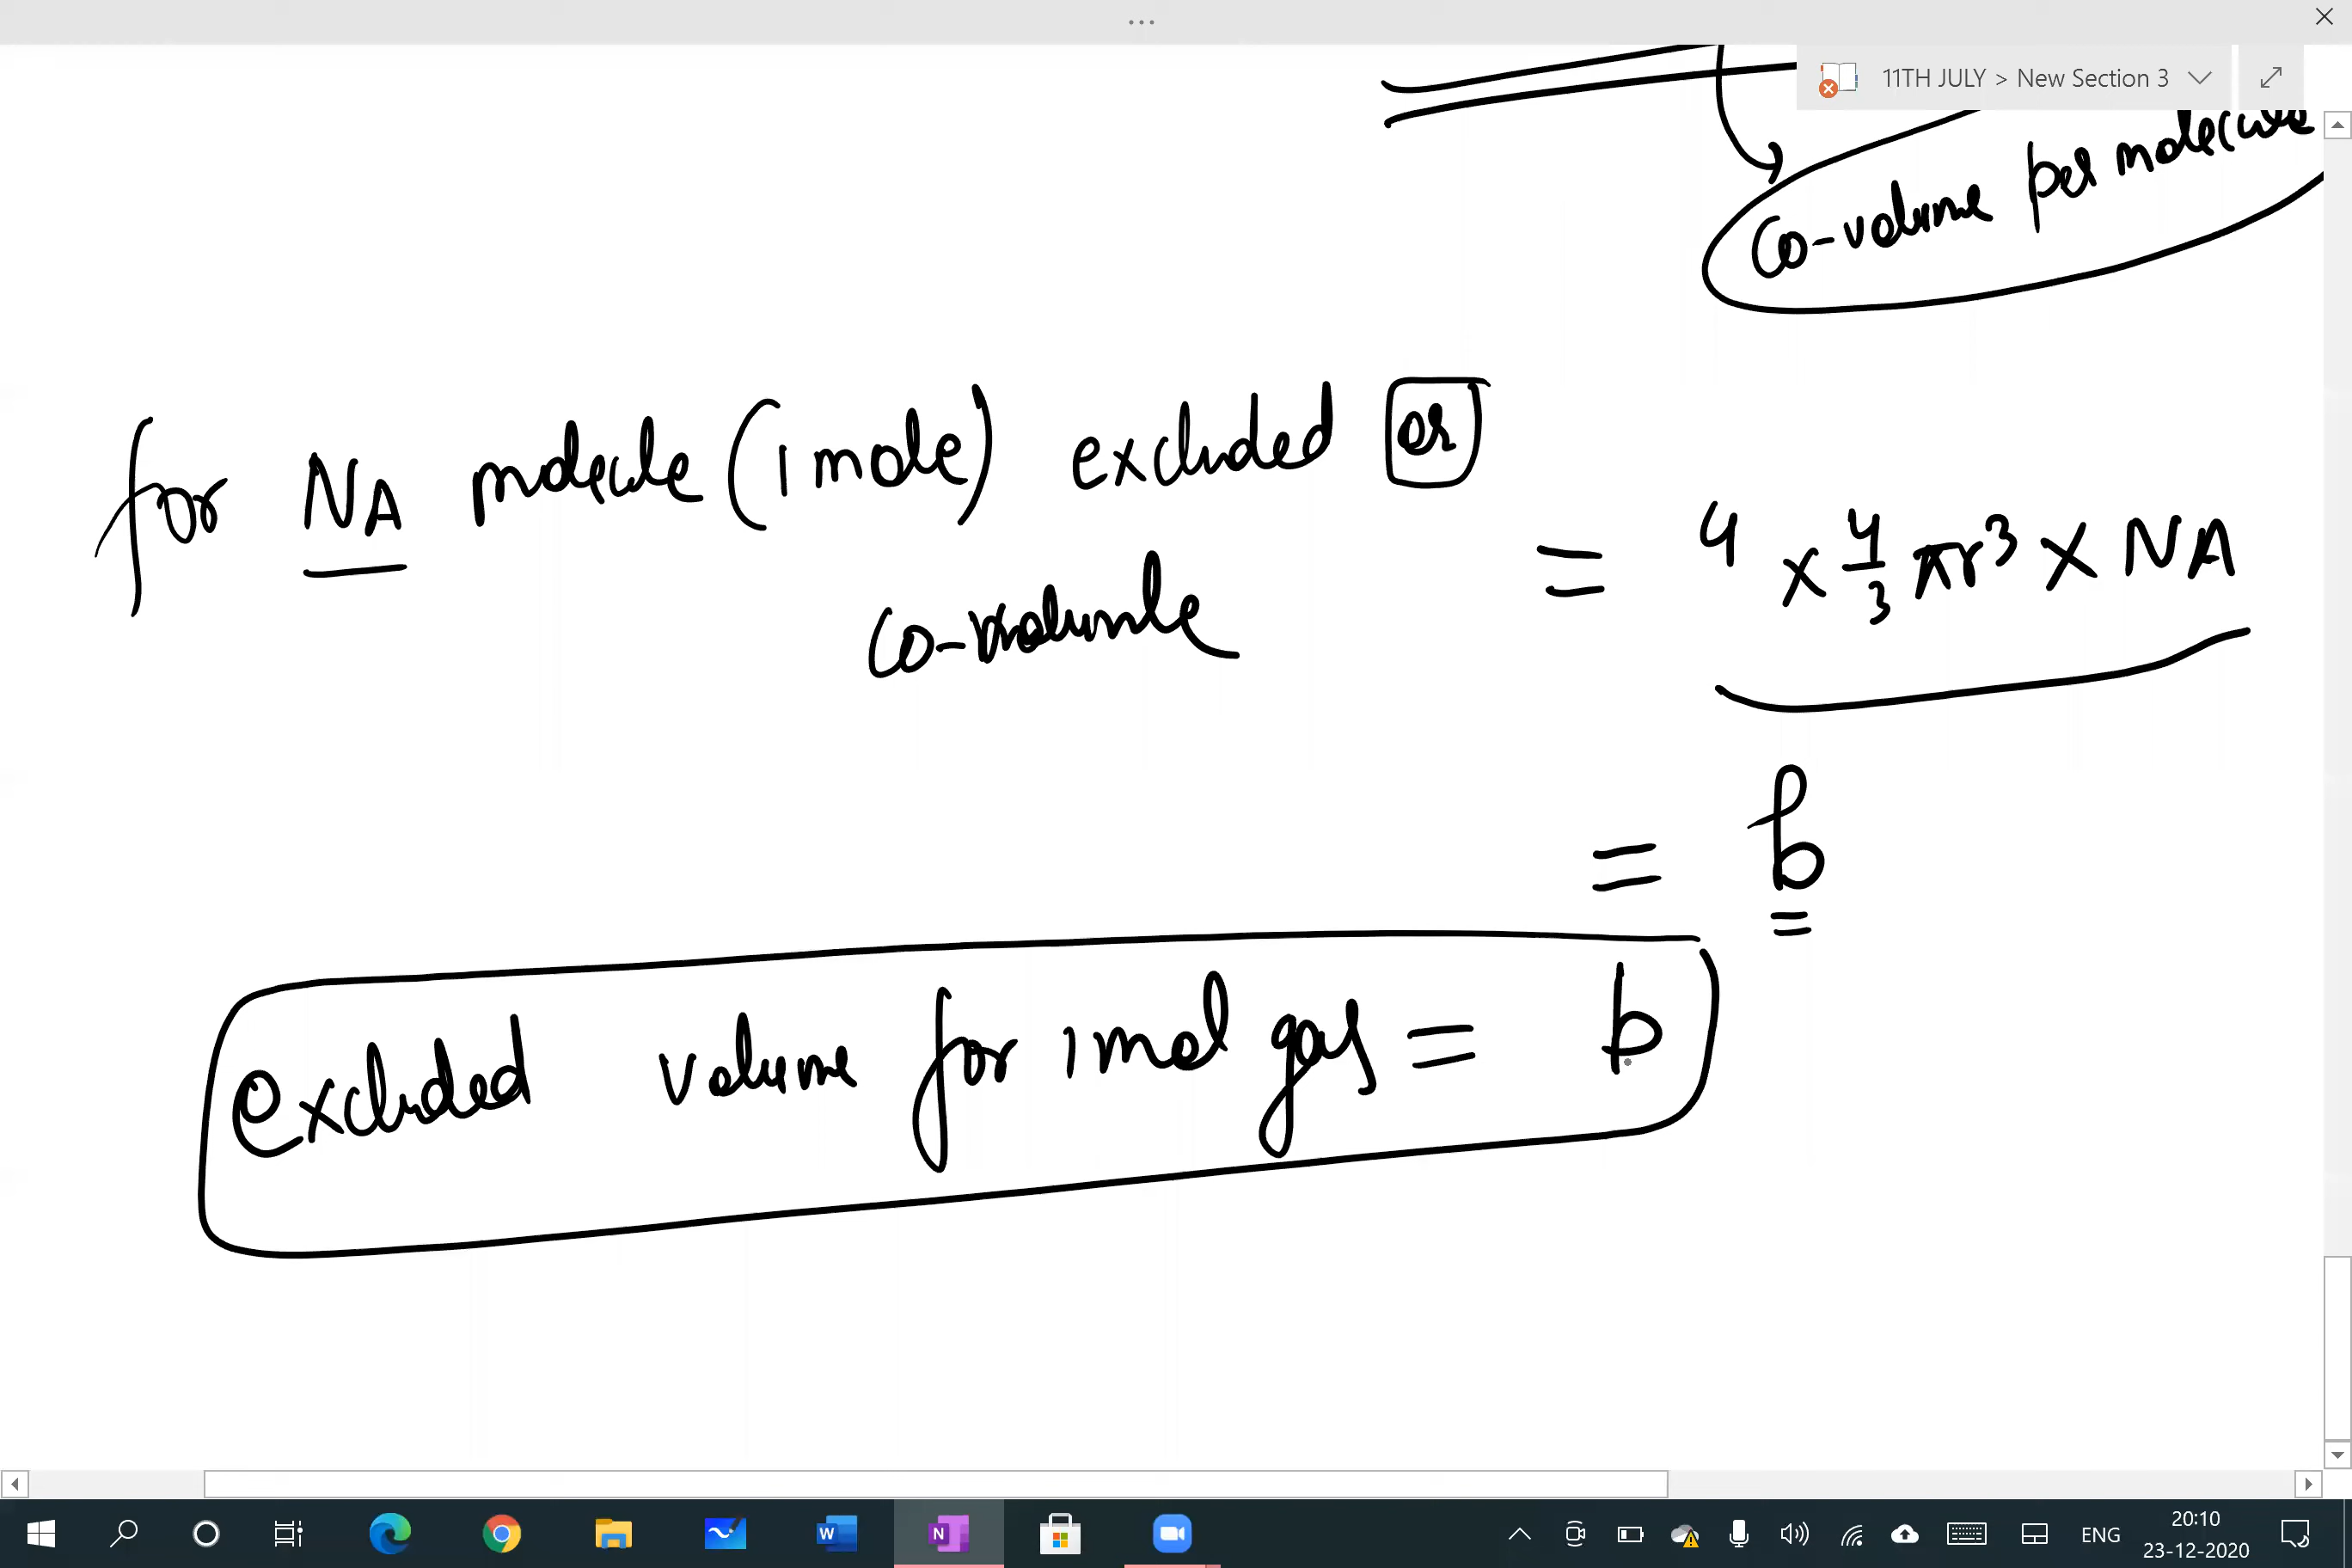 11TH JULY > New Section 3
Co-volume per molecule
for NA molecule (1 mole) excluded or
co-volume
= 4 x 4/3 πr³ x NA
= b
excluded volume for 1 mol gas = b
ENG
20:10
23-12-2020